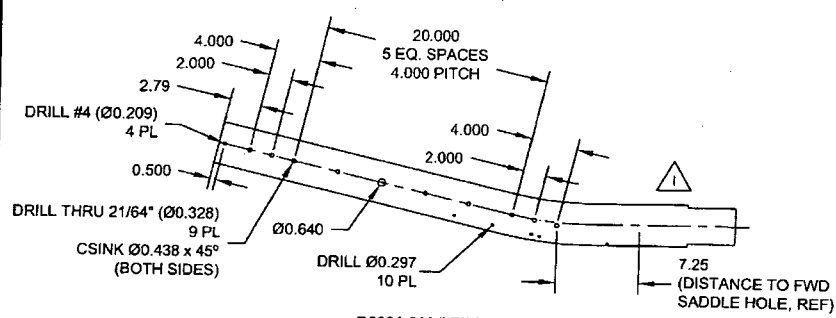 20.000
5 EQ. SPACES
4.000 PITCH
4.000
2.000
2.79
DRILL #4 (Ø0.209)
4 PL
0.500
DRILL THRU 21/64" (Ø0.328)
9 PL
CSINK Ø0.438 x 45º
(BOTH SIDES)
Ø0.640
DRILL Ø0.297
10 PL
4.000
2.000
1
7.25
(DISTANCE TO FWD
SADDLE HOLE, REF)